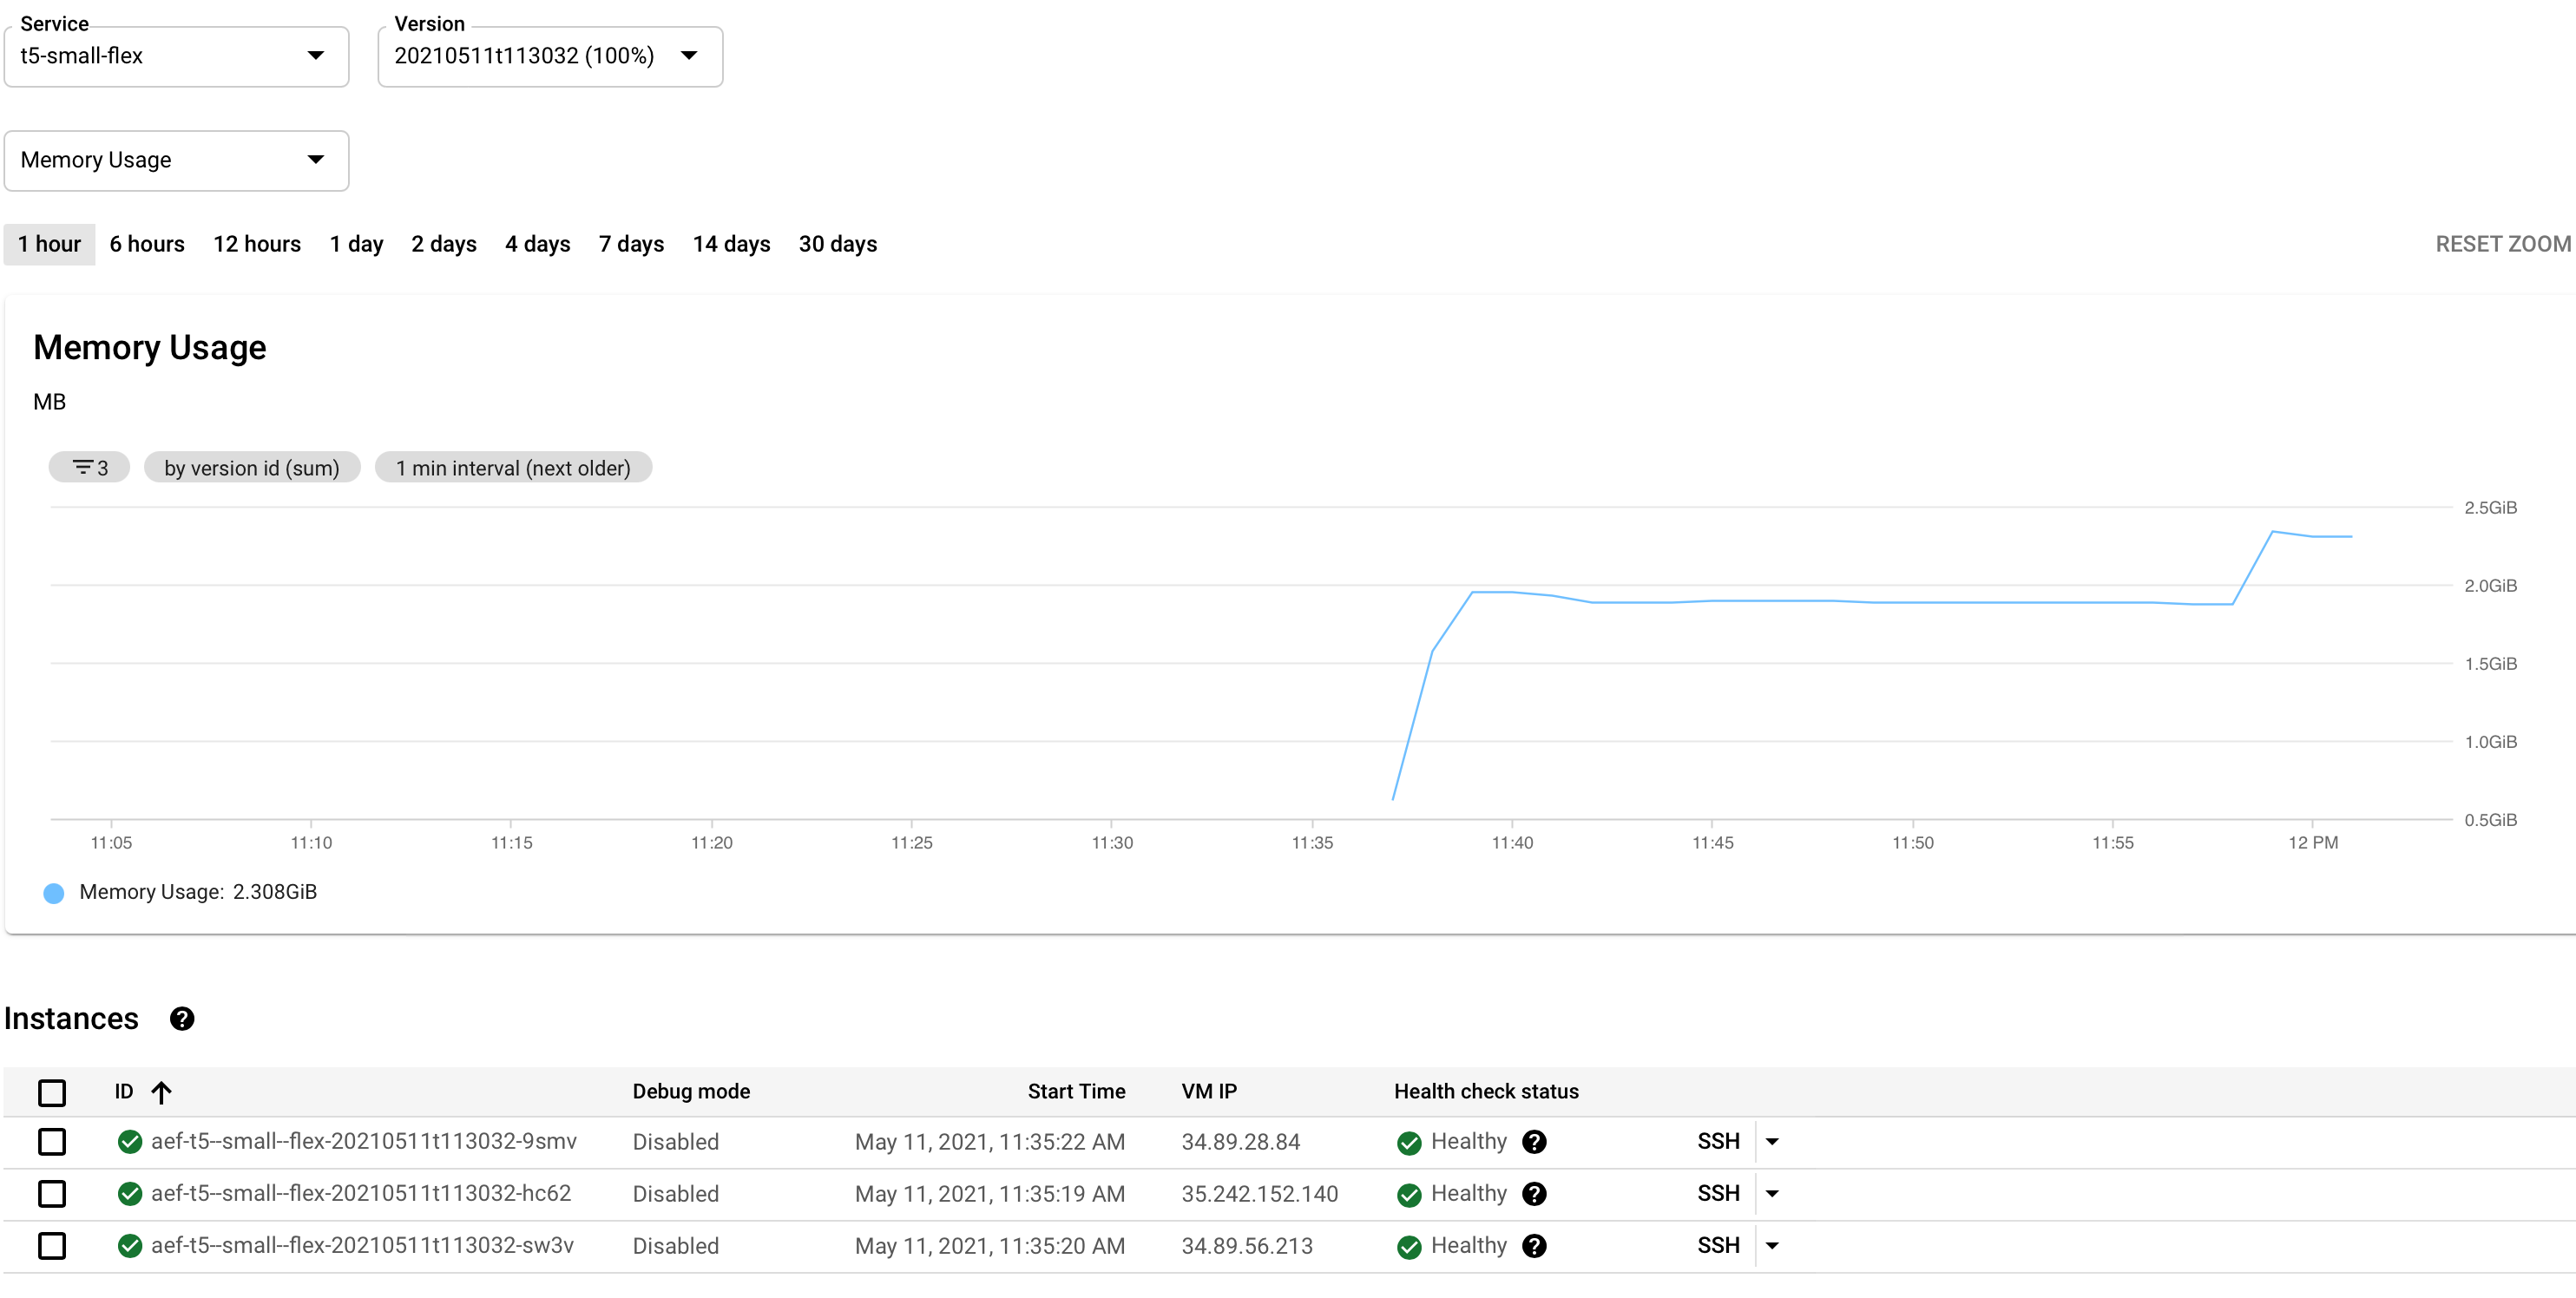 Service
t5-small-flex
Version
20210511t113032 (100%)
Memory Usage
1 hour 6 hours 12 hours 1 day 2 days 4 days 7 days 14 days 30 days RESET ZOOM
Memory Usage
MB
3 by version id (sum) 1 min interval (next older)
2.5GiB
2.0GiB
1.5GiB
1.0GiB
0.5GiB
11:05 11:10 11:15 11:20 11:25 11:30 11:35 11:40 11:45 11:50 11:55 12 PM
Memory Usage: 2.308GiB
Instances ?
ID Debug mode Start Time VM IP Health check status
aef-t5--small--flex-20210511t113032-9smv Disabled May 11, 2021, 11:35:22 AM 34.89.28.84 Healthy ? SSH
aef-t5--small--flex-20210511t113032-hc62 Disabled May 11, 2021, 11:35:19 AM 35.242.152.140 Healthy ? SSH
aef-t5--small--flex-20210511t113032-sw3v Disabled May 11, 2021, 11:35:20 AM 34.89.56.213 Healthy ? SSH